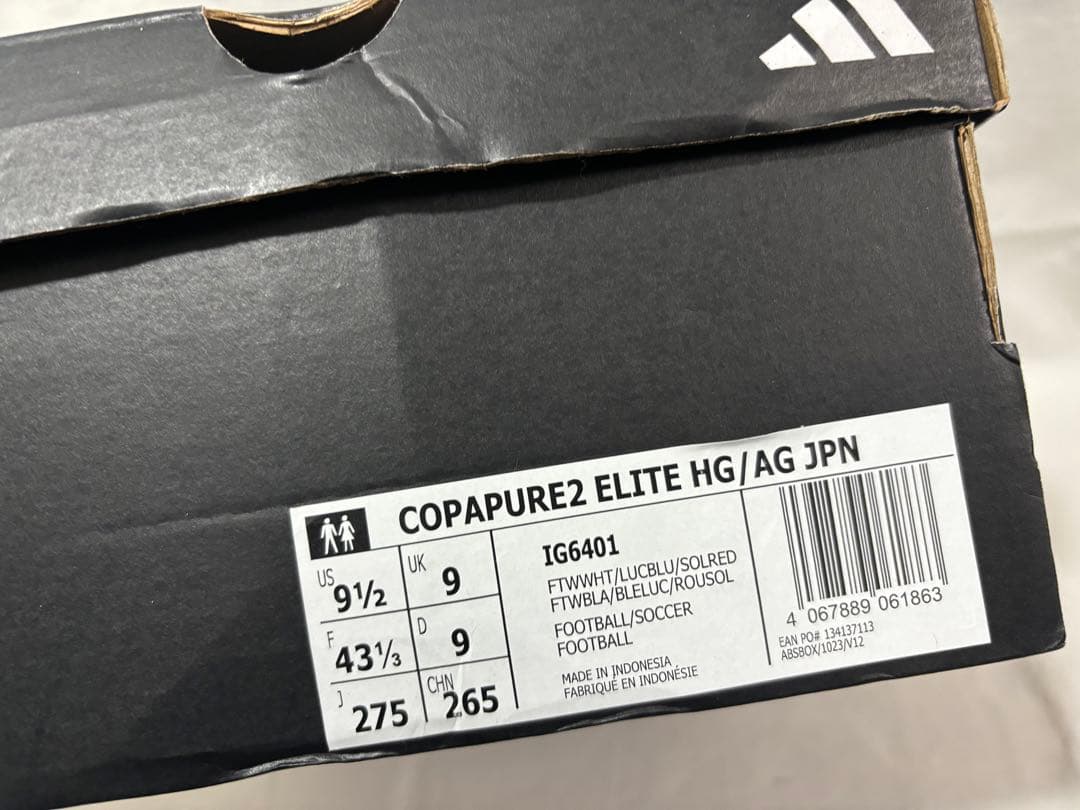 COPAPURE2 ELITE HG/AG JPN
US 9½
UK 9
F 43⅓
D 9
J 275
CHN 265
IG6401
FTWWHT/LUCBLU/SOLRED
FTWBLA/BLELUC/ROUSOL
FOOTBALL/SOCCER
FOOTBALL
MADE IN INDONESIA
FABRIQUÉ EN INDONÉSIE
4 067889 061863
EAN PO# 134137113
ABSBOX/1023/V12